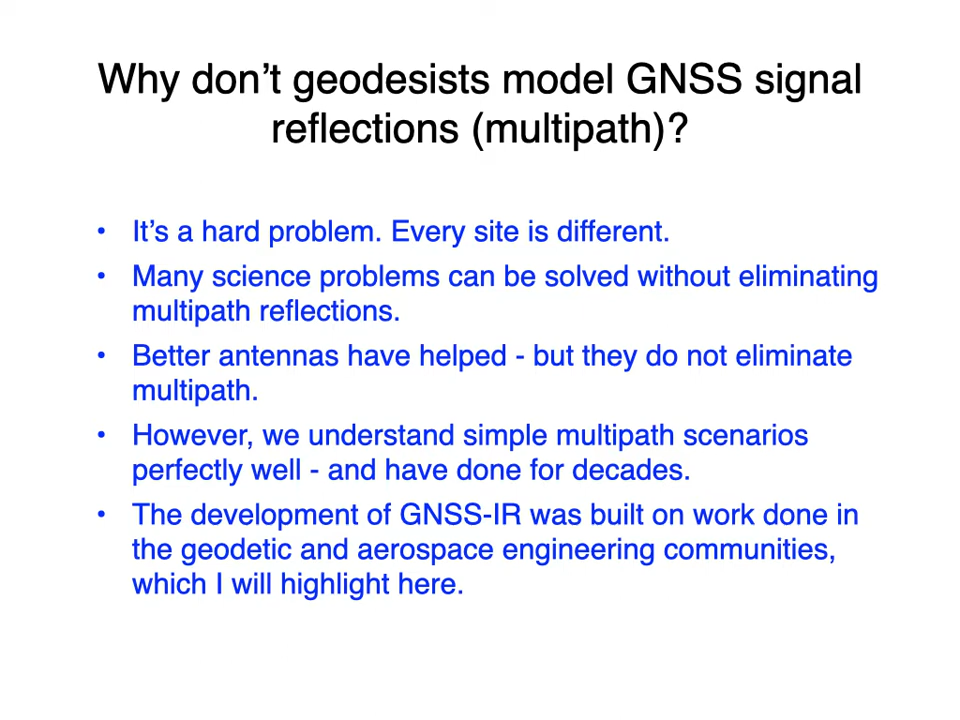 Why don’t geodesists model GNSS signal
reflections (multipath)?
• It’s a hard problem. Every site is different.
• Many science problems can be solved without eliminating
multipath reflections.
• Better antennas have helped - but they do not eliminate
multipath.
• However, we understand simple multipath scenarios
perfectly well - and have done for decades.
• The development of GNSS-IR was built on work done in
the geodetic and aerospace engineering communities,
which I will highlight here.